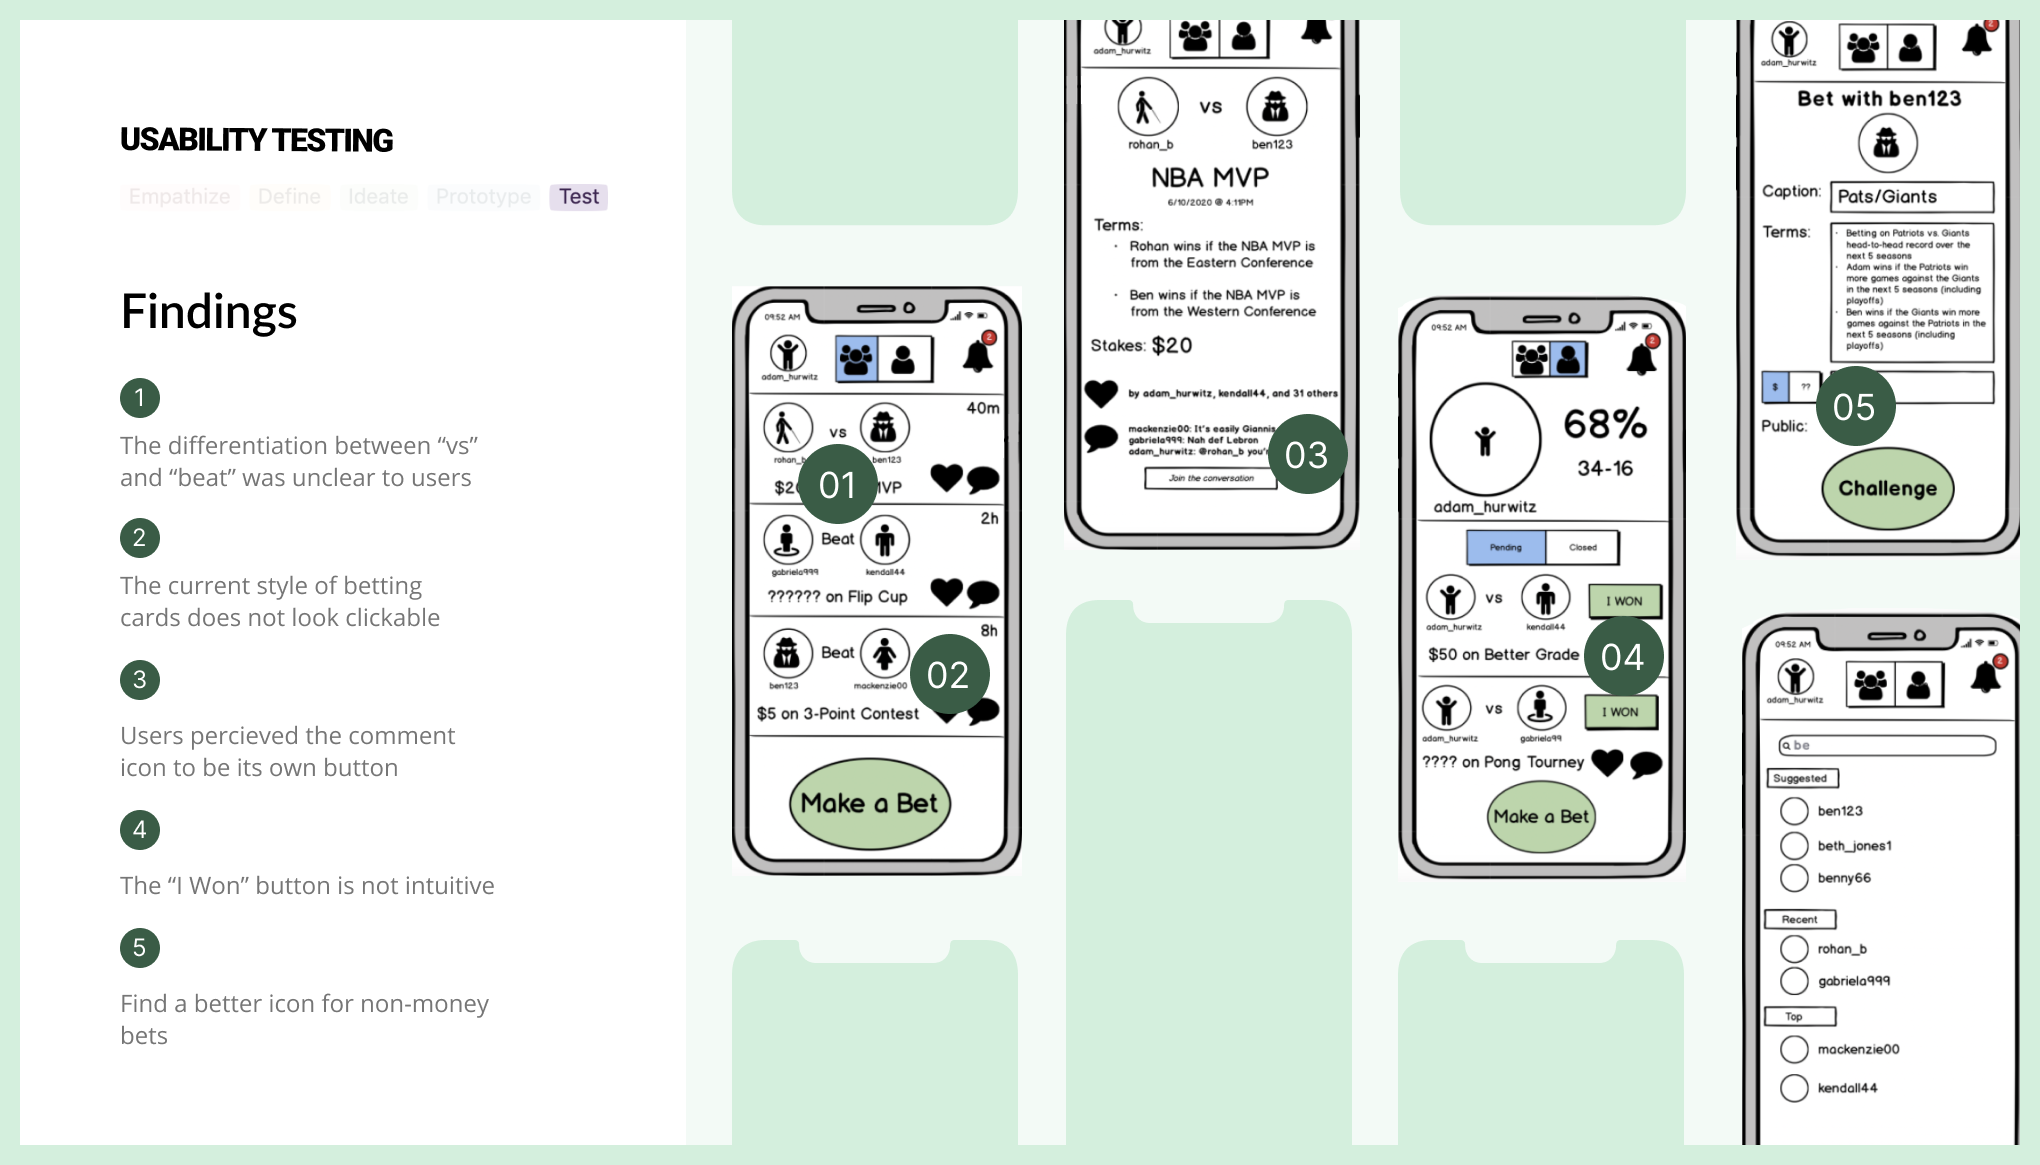 USABILITY TESTING
Empathize Define Ideate Prototype Test
Findings
1
The differentiation between “vs”
and “beat” was unclear to users
2
The current style of betting
cards does not look clickable
3
Users percieved the comment
icon to be its own button
4
The “I Won” button is not intuitive
5
Find a better icon for non-money
bets
09:52 AM
2
adam_hurwitz
40m
vs
rohan_b ben123
01
2h
Beat
gabriela999 kendall44
?????? on Flip Cup
8h
Beat
ben123 mackenzie00
02
$5 on 3-Point Contest
Make a Bet
adam_hurwitz
vs
rohan_b ben123
NBA MVP
6/10/2020 @ 4:11PM
Terms:
· Rohan wins if the NBA MVP is
from the Eastern Conference
· Ben wins if the NBA MVP is
from the Western Conference
Stakes: $20
by adam_hurwitz, kendall44, and 31 others
mackenzie00: It's easily Giannis
gabriela999: Nah def Lebron
adam_hurwitz: @rohan_b
03
Join the conversation
09:52 AM
2
68%
34-16
adam_hurwitz
Pending Closed
vs
I WON
adam_hurwitz kendall44
$50 on Better Grade
04
vs
I WON
adam_hurwitz gabriela99
???? on Pong Tourney
Make a Bet
2
adam_hurwitz
Bet with ben123
Caption: Pats/Giants
Terms:
· Betting on Patriots vs. Giants
head-to-head record over the
next 5 seasons
· Adam wins if the Patriots win
more games against the Giants
in the next 5 seasons (including
playoffs)
· Ben wins if the Giants win more
games against the Patriots in the
next 5 seasons (including
playoffs)
$ ??
05
Public:
Challenge
09:52 AM
2
adam_hurwitz
be
Suggested
ben123
beth_jones1
benny66
Recent
rohan_b
gabriela999
Top
mackenzie00
kendall44